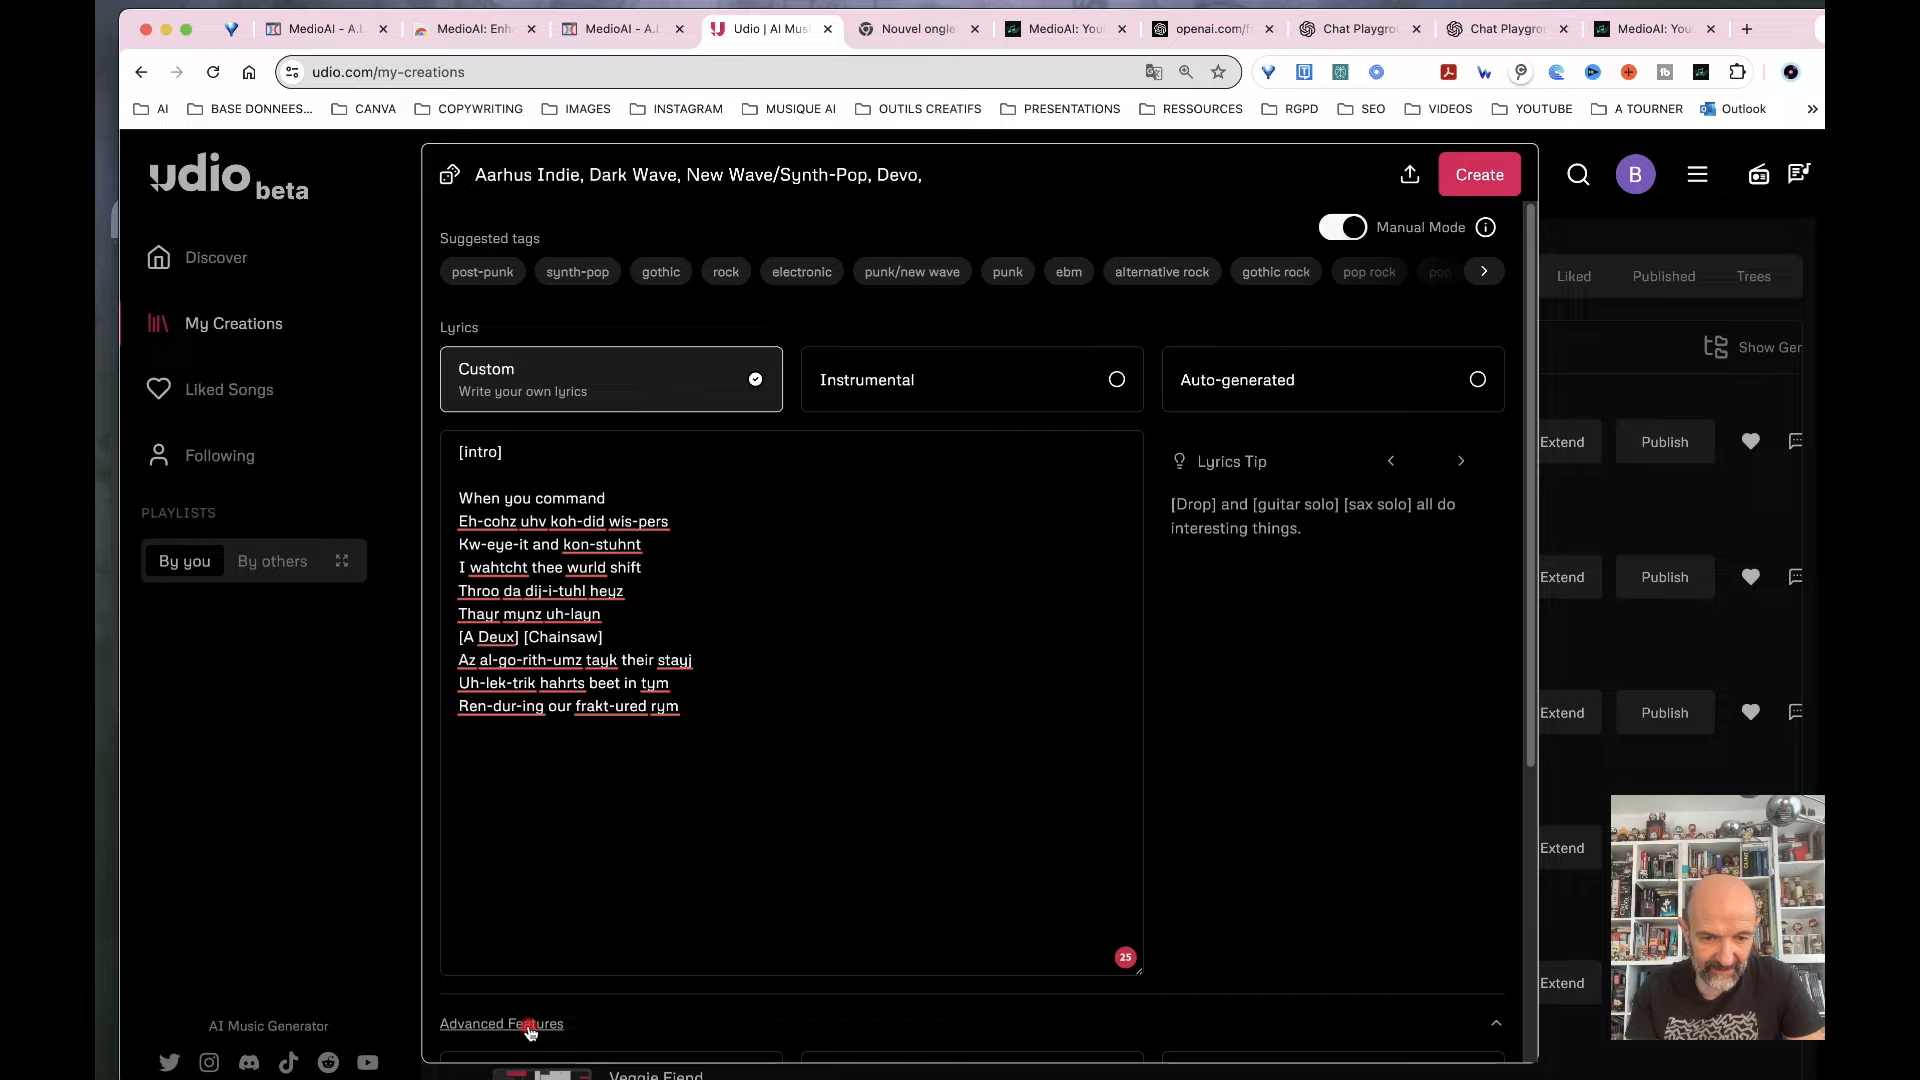 MedioAI - A.I
MedioAI: Enh
MedioAI - A.I
Udio | AI Mus
Nouvel ongle
MedioAI: You
openai.com/f
Chat Playgro
Chat Playgro
MedioAI: You
udio.com/my-creations
AI
BASE DONNEES...
CANVA
COPYWRITING
IMAGES
INSTAGRAM
MUSIQUE AI
OUTILS CREATIFS
PRESENTATIONS
RESSOURCES
RGPD
SEO
VIDEOS
YOUTUBE
A TOURNER
Outlook
udio beta
Aarhus Indie, Dark Wave, New Wave/Synth-Pop, Devo,
Create
B
Manual Mode
Suggested tags
post-punk
synth-pop
gothic
rock
electronic
punk/new wave
punk
ebm
alternative rock
gothic rock
pop rock
pop
Discover
My Creations
Liked Songs
Following
PLAYLISTS
By you
By others
Liked
Published
Trees
Show Ger
Lyrics
Custom
Write your own lyrics
Instrumental
Auto-generated
[intro]
When you command
Eh-cohz uhv koh-did wis-pers
Kw-eye-it and kon-stuhnt
I wahtcht thee wurld shift
Throo da dij-i-tuhl heyz
Thayr mynz uh-layn
[A Deux] [Chainsaw]
Az al-go-rith-umz tayk their stayj
Uh-lek-trik hahrts beet in tym
Ren-dur-ing our frakt-ured rym
25
Lyrics Tip
[Drop] and [guitar solo] [sax solo] all do
interesting things.
Extend
Publish
Extend
Publish
Extend
Publish
Extend
Extend
Advanced Features
AI Music Generator
Veggie Fiend